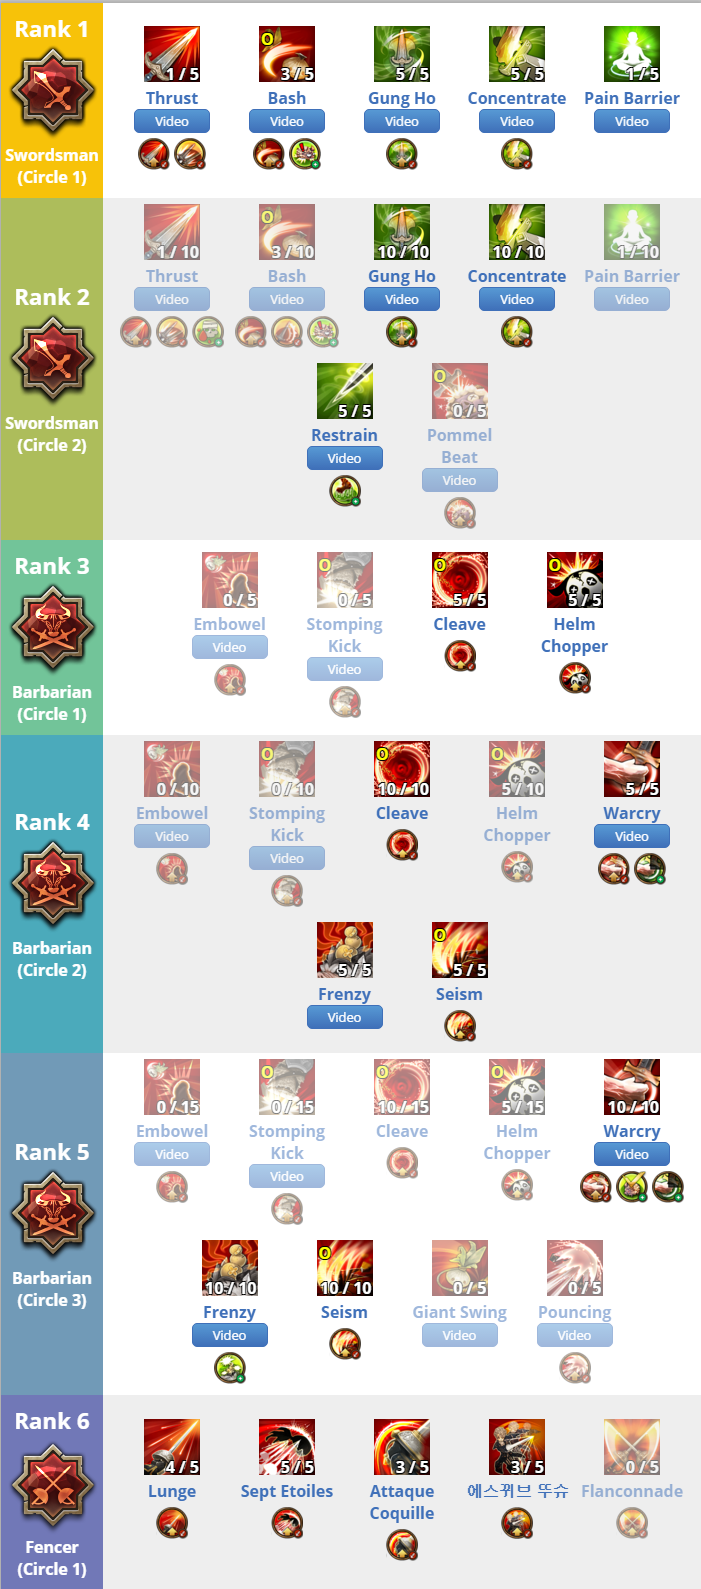 Rank 1
Swordsman
(Circle 1)
O
1 / 5
3 / 5
5 / 5
5 / 5
1 / 5
Thrust
Bash
Gung Ho
Concentrate
Pain Barrier
Video
Video
Video
Video
Video
Rank 2
Swordsman
(Circle 2)
O
1 / 10
3 / 10
10 / 10
10 / 10
1 / 10
Thrust
Bash
Gung Ho
Concentrate
Pain Barrier
Video
Video
Video
Video
Video
O
5 / 5
0 / 5
Restrain
Pommel
Beat
Video
Video
Rank 3
Barbarian
(Circle 1)
O
O
O
0 / 5
0 / 5
5 / 5
5 / 5
Embowel
Stomping
Kick
Cleave
Helm
Chopper
Video
Video
Rank 4
Barbarian
(Circle 2)
O
O
O
0 / 10
0 / 10
10 / 10
5 / 10
5 / 5
Embowel
Stomping
Kick
Cleave
Helm
Chopper
Warcry
Video
Video
Video
O
5 / 5
5 / 5
Frenzy
Seism
Video
Rank 5
Barbarian
(Circle 3)
O
O
O
0 / 15
0 / 15
10 / 15
5 / 15
10 / 10
Embowel
Stomping
Kick
Cleave
Helm
Chopper
Warcry
Video
Video
Video
O
10 / 10
10 / 10
0 / 5
0 / 5
Frenzy
Seism
Giant Swing
Pouncing
Video
Video
Video
Rank 6
Fencer
(Circle 1)
4 / 5
5 / 5
3 / 5
3 / 5
0 / 5
Lunge
Sept Etoiles
Attaque
Coquille
에스뀌브 뚜슈
Flanconnade